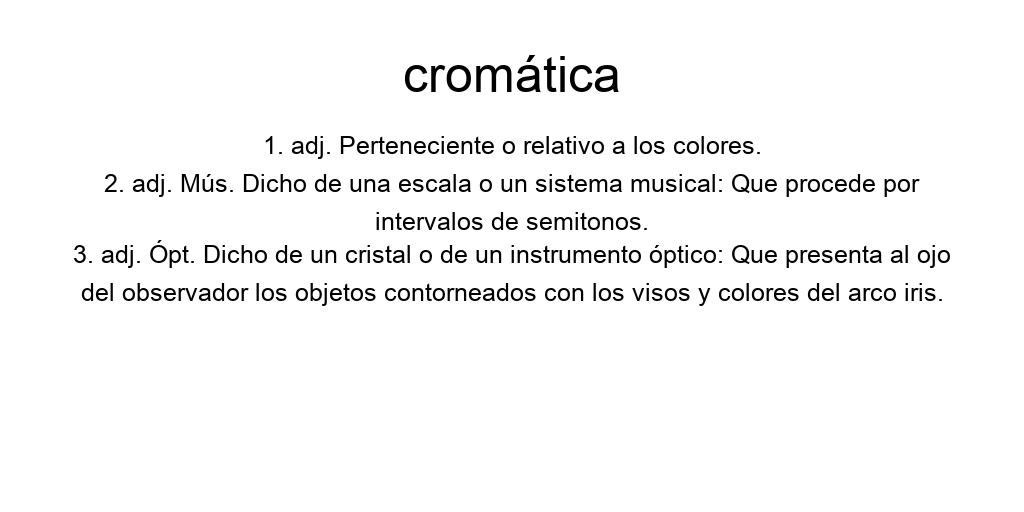 cromática
1. adj. Perteneciente o relativo a los colores.
2. adj. Mús. Dicho de una escala o un sistema musical: Que procede por
intervalos de semitonos.
3. adj. Ópt. Dicho de un cristal o de un instrumento óptico: Que presenta al ojo
del observador los objetos contorneados con los visos y colores del arco iris.